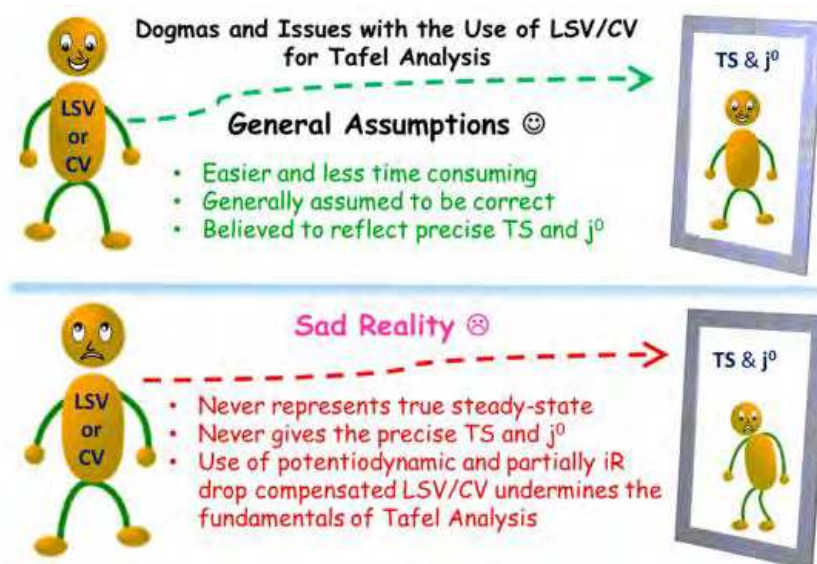 Dogmas and Issues with the Use of LSV/CV
for Tafel Analysis
TS & j⁰
LSV
or
CV
General Assumptions ☺
• Easier and less time consuming
• Generally assumed to be correct
• Believed to reflect precise TS and j⁰
Sad Reality ☹
TS & j⁰
LSV
or
CV
• Never represents true steady-state
• Never gives the precise TS and j⁰
• Use of potentiodynamic and partially iR
drop compensated LSV/CV undermines the
fundamentals of Tafel Analysis